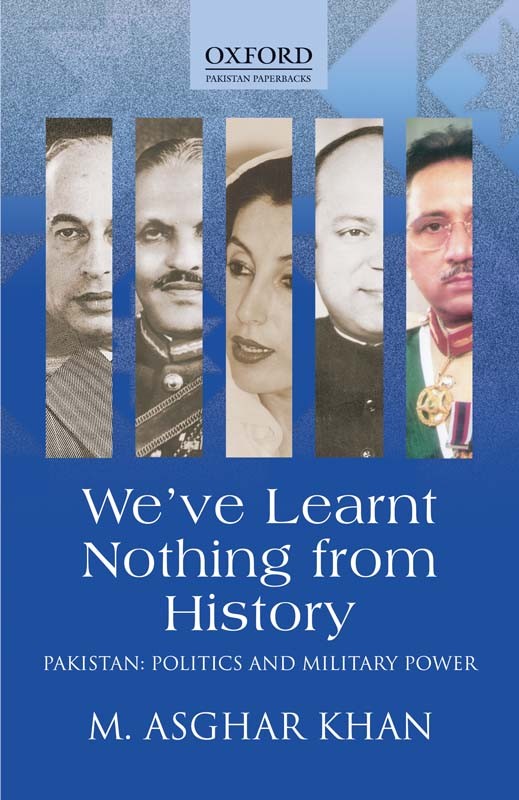 OXFORD
PAKISTAN PAPERBACKS
We've Learnt
Nothing from
History
PAKISTAN: POLITICS AND MILITARY POWER
M. ASGHAR KHAN